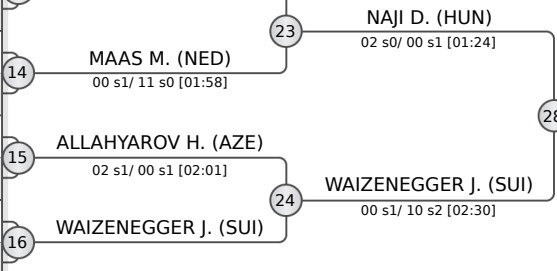 NAJI D. (HUN)
23
02 s0/ 00 s1 [01:24]
MAAS M. (NED)
14
00 s1/ 11 s0 [01:58]
28
ALLAHYAROV H. (AZE)
15
02 s1/ 00 s1 [02:01]
WAIZENEGGER J. (SUI)
24
00 s1/ 10 s2 [02:30]
WAIZENEGGER J. (SUI)
16